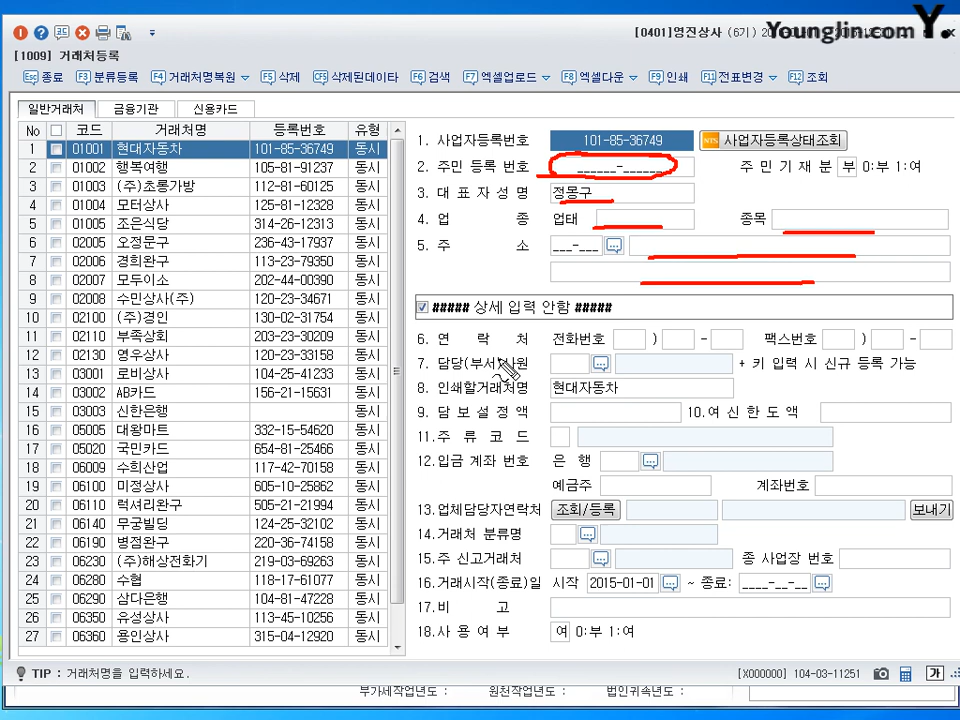 Younglin.com Y.
[0401]영진상사 (6기)
[1009] 거래처등록
Esc 종료 F3 분류등록 F4 거래처명복원 F5 삭제 CF5 삭제된데이타 F6 검색 F7 엑셀업로드 F8 엑셀다운 F9 인쇄 F11 전표변경 F12 조회
일반거래처 금융기관 신용카드
No 코드 거래처명 등록번호 유형
1 01001 현대자동차 101-85-36749 동시
2 01002 행복여행 105-81-91237 동시
3 01003 (주)초롱가방 112-81-60125 동시
4 01004 모터상사 125-81-12328 동시
5 01005 조은식당 314-26-12313 동시
6 02005 오정문구 236-43-17937 동시
7 02006 경희완구 113-23-79350 동시
8 02007 모두이소 202-44-00390 동시
9 02008 수민상사(주) 120-23-34671 동시
10 02100 (주)경인 130-02-31754 동시
11 02110 부족상회 203-23-30209 동시
12 02130 영우상사 120-23-33158 동시
13 03001 로비상사 104-25-41233 동시
14 03002 AB카드 156-21-15631 동시
15 03003 신한은행 동시
16 05005 대왕마트 332-15-54620 동시
17 05020 국민카드 654-81-25466 동시
18 06009 수희산업 117-42-70158 동시
19 06100 미정상사 605-10-25862 동시
20 06110 럭셔리완구 505-21-21994 동시
21 06140 무궁빌딩 124-25-32102 동시
22 06190 병점완구 220-36-74158 동시
23 06230 (주)해상전화기 219-03-69263 동시
24 06280 수협 118-17-61077 동시
25 06290 삼다은행 104-81-47228 동시
26 06350 유성상사 113-45-10256 동시
27 06360 용인상사 315-04-12920 동시
1. 사업자등록번호 101-85-36749 NTS 사업자등록상태조회
2. 주민 등록 번호 ______-______ 주 민 기 재 분 부 0:부 1:여
3. 대 표 자 성 명 정몽구
4. 업 종 업태 종목
5. 주 소 ___-___
##### 상세 입력 안함 #####
6. 연 락 처 전화번호 ) - 팩스번호 ) -
7. 담당(부서)사원 + 키 입력 시 신규 등록 가능
8. 인쇄할거래처명 현대자동차
9. 담 보 설 정 액 10.여 신 한 도 액
11. 주 류 코 드
12.입금 계좌 번호 은 행
예금주 계좌번호
13.업체담당자연락처 조회/등록 보내기
14.거래처 분류명
15.주 신고거래처 종 사업장 번호
16.거래시작(종료)일 시작 2015-01-01 ~ 종료: ____-__-__
17.비 고
18.사 용 여 부 여 0:부 1:여
TIP : 거래처명을 입력하세요. [X000000] 104-03-11251 가
부가세작업년도 : 원천작업년도 : 법인귀속년도 :